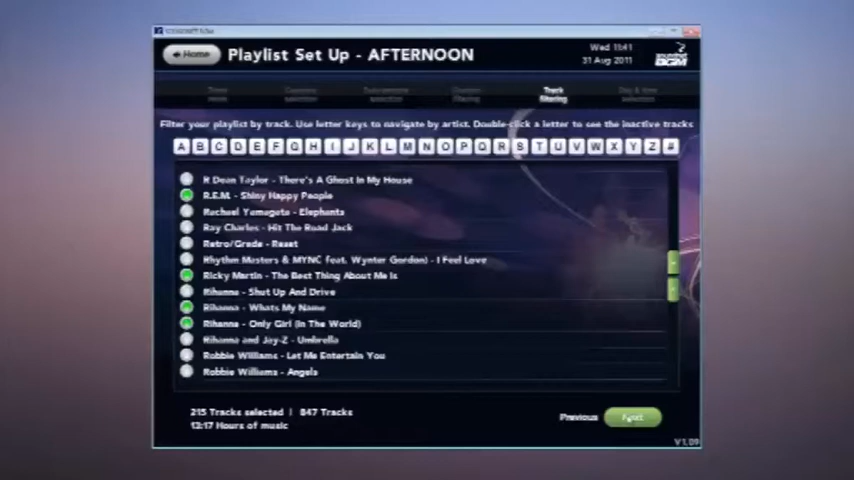 Home
Playlist Set Up - AFTERNOON
Wed 11:41
31 Aug 2011
BGM
Track
filtering
Filter your playlist by track. Use letter keys to navigate by artist. Double-click a letter to see the inactive tracks
A B C D E F G H I J K L M N O P Q R S T U V W X Y Z #
R Dean Taylor - There's A Ghost In My House
R.E.M. - Shiny Happy People
Rachael Yamagata - Elephants
Ray Charles - Hit The Road Jack
Retro/Grade - Reset
Rhythm Masters & MYNC feat. Wynter Gordon) - I Feel Love
Ricky Martin - The Best Thing About Me Is
Rihanna - Shut Up And Drive
Rihanna - Whats My Name
Rihanna - Only Girl (In The World)
Rihanna and Jay-Z - Umbrella
Robbie Williams - Let Me Entertain You
Robbie Williams - Angels
215 Tracks selected | 847 Tracks
13:17 Hours of music
Previous
Next
V1.09